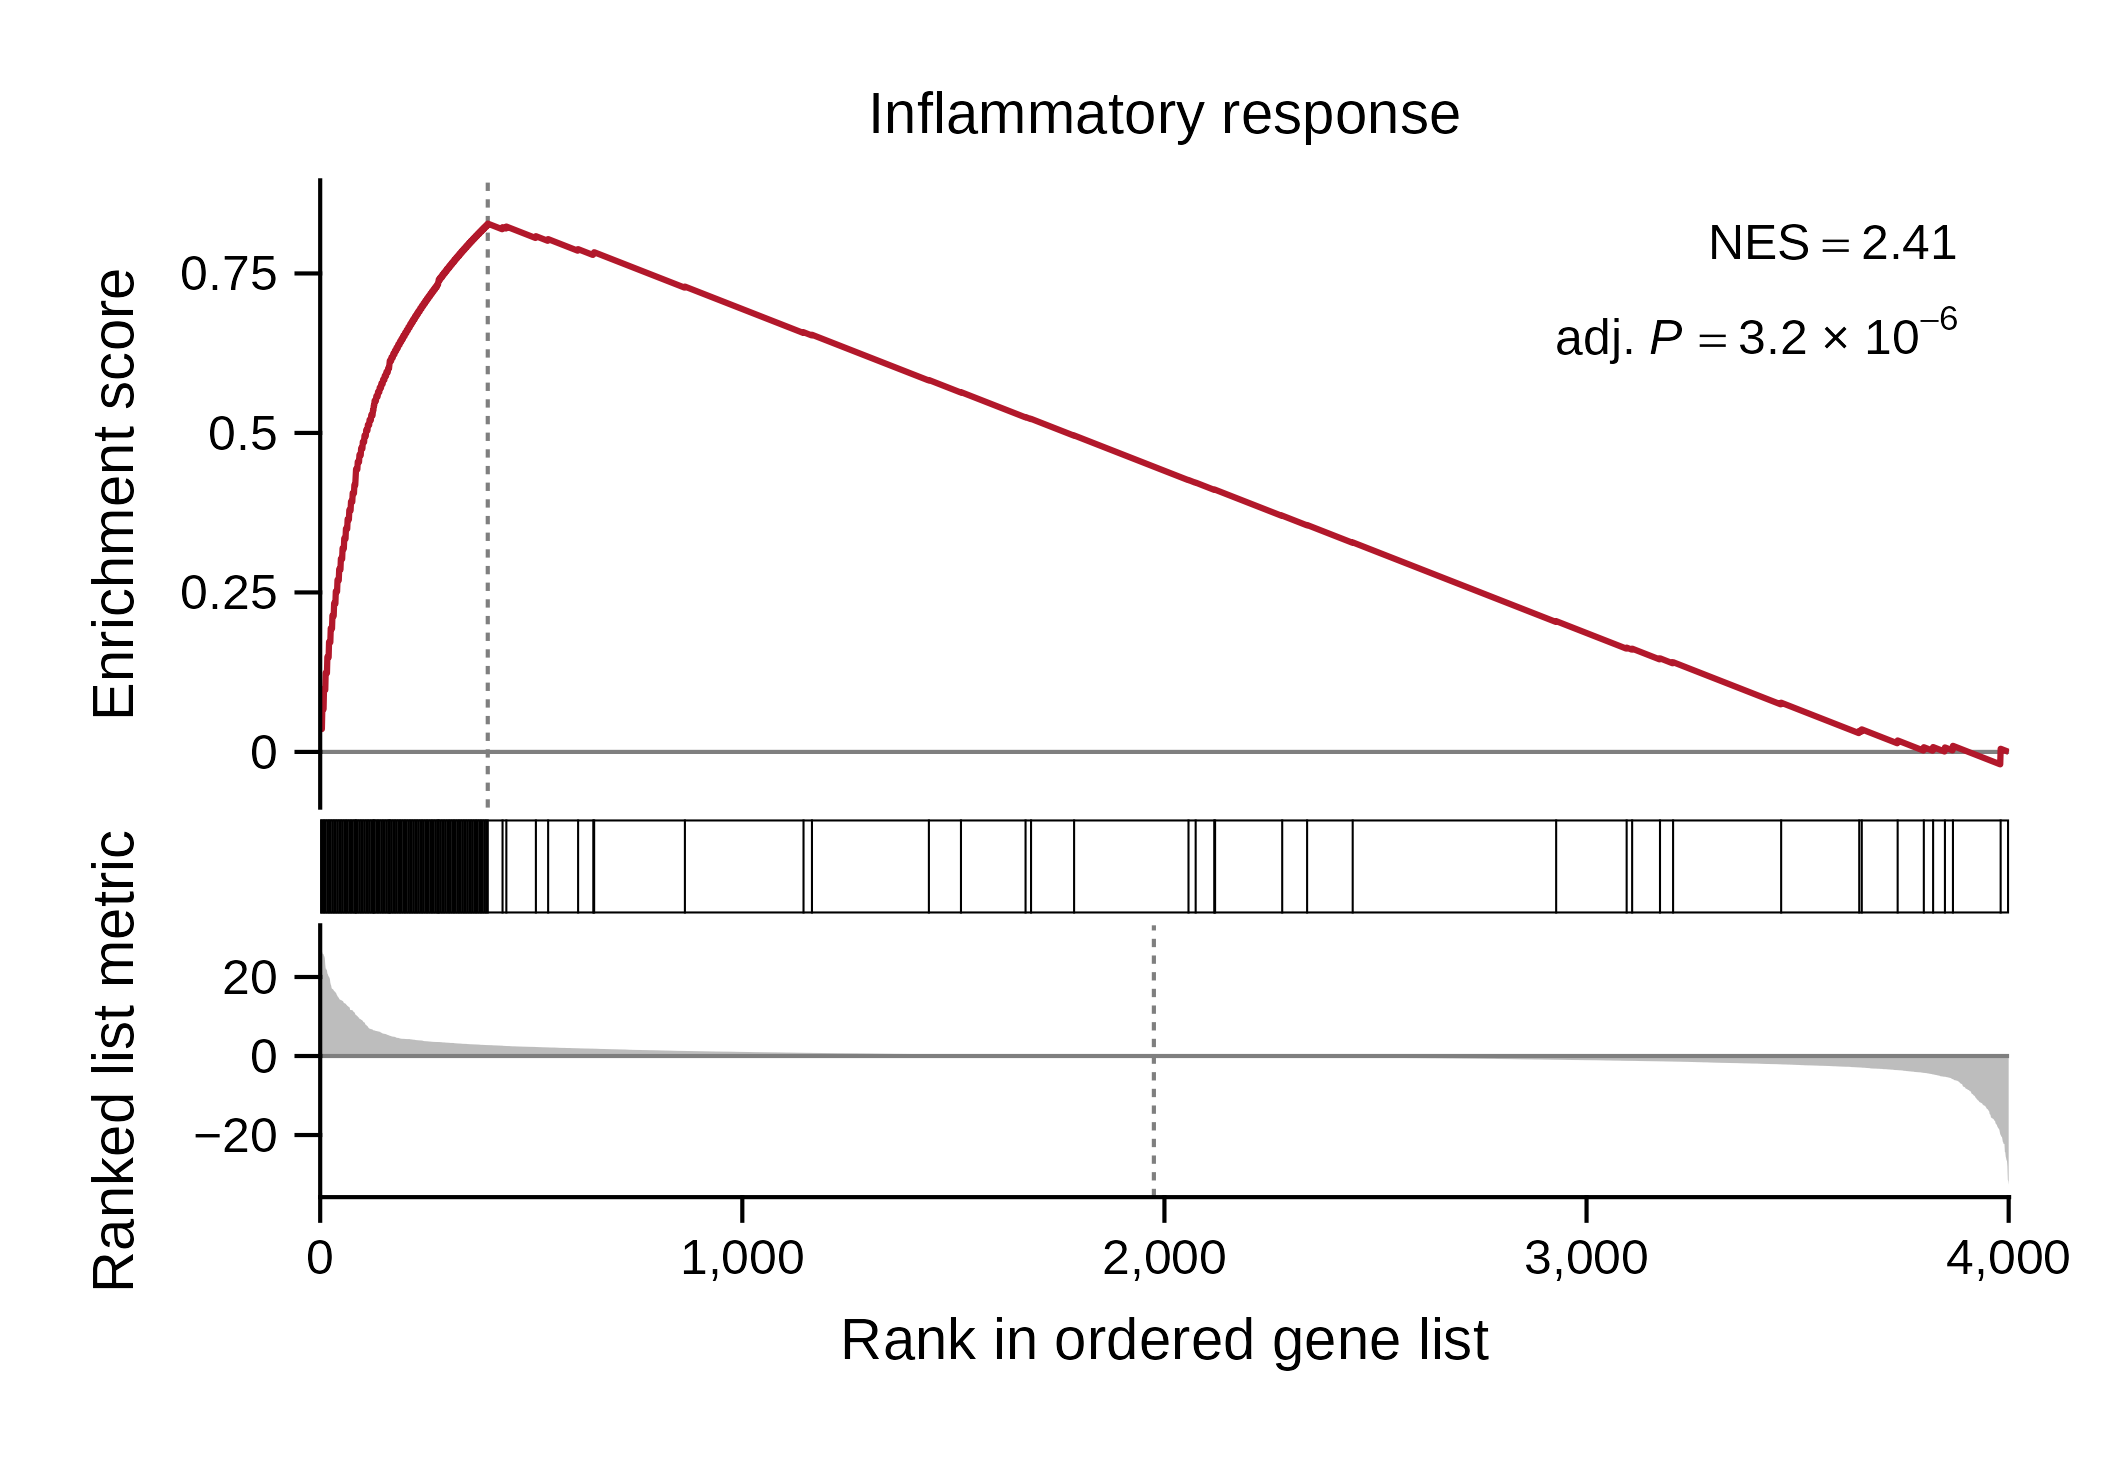 Inflammatory response
NES = 2.41
adj. P = 3.2 × 10⁻⁶
Enrichment score
0.75
0.5
0.25
0
Ranked list metric
20
0
−20
0 1,000 2,000 3,000 4,000
Rank in ordered gene list